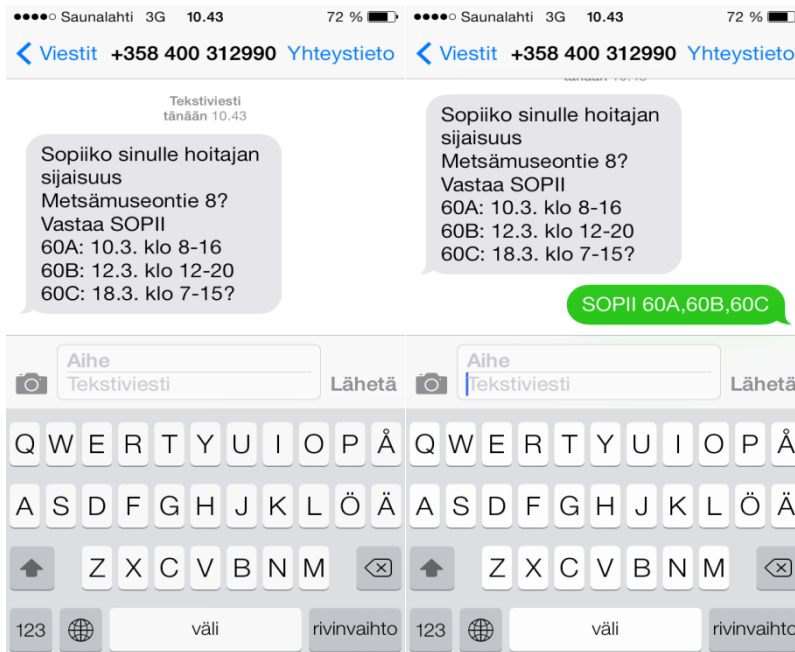 Saunalahti 3G 10.43 72 %
Viestit +358 400 312990 Yhteystieto
Tekstiviesti
tänään 10.43
Sopiiko sinulle hoitajan
sijaisuus
Metsämuseontie 8?
Vastaa SOPII
60A: 10.3. klo 8-16
60B: 12.3. klo 12-20
60C: 18.3. klo 7-15?
Aihe
Tekstiviesti
Lähetä
Q W E R T Y U I O P Å
A S D F G H J K L Ö Ä
Z X C V B N M
123 väli rivinvaihto
Saunalahti 3G 10.43 72 %
Viestit +358 400 312990 Yhteystieto
Sopiiko sinulle hoitajan
sijaisuus
Metsämuseontie 8?
Vastaa SOPII
60A: 10.3. klo 8-16
60B: 12.3. klo 12-20
60C: 18.3. klo 7-15?
SOPII 60A,60B,60C
Aihe
Tekstiviesti
Lähetä
Q W E R T Y U I O P Å
A S D F G H J K L Ö Ä
Z X C V B N M
123 väli rivinvaihto